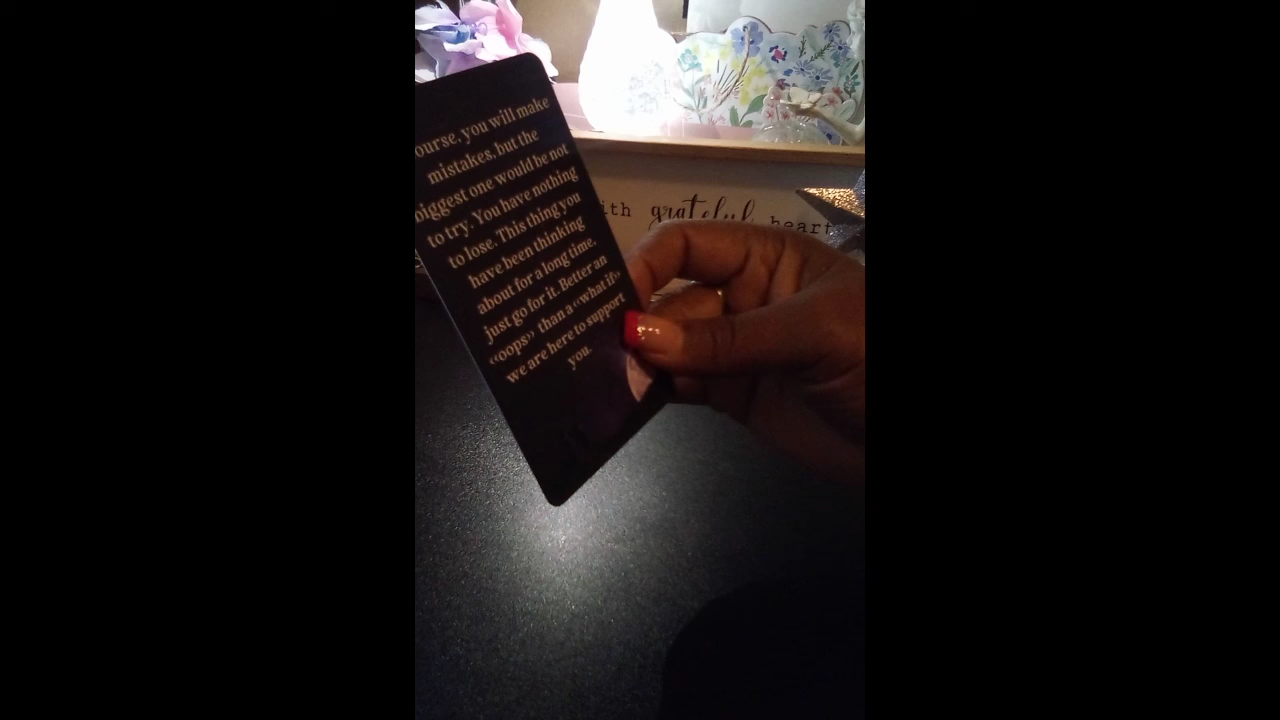 ourse, you will make
mistakes, but the
biggest one would be not
to try. You have nothing
to lose. This thing you
have been thinking
about for a long time.
just go for it. Better an
«oops» than a «what if»
we are here to support
you.
ith grateful heart